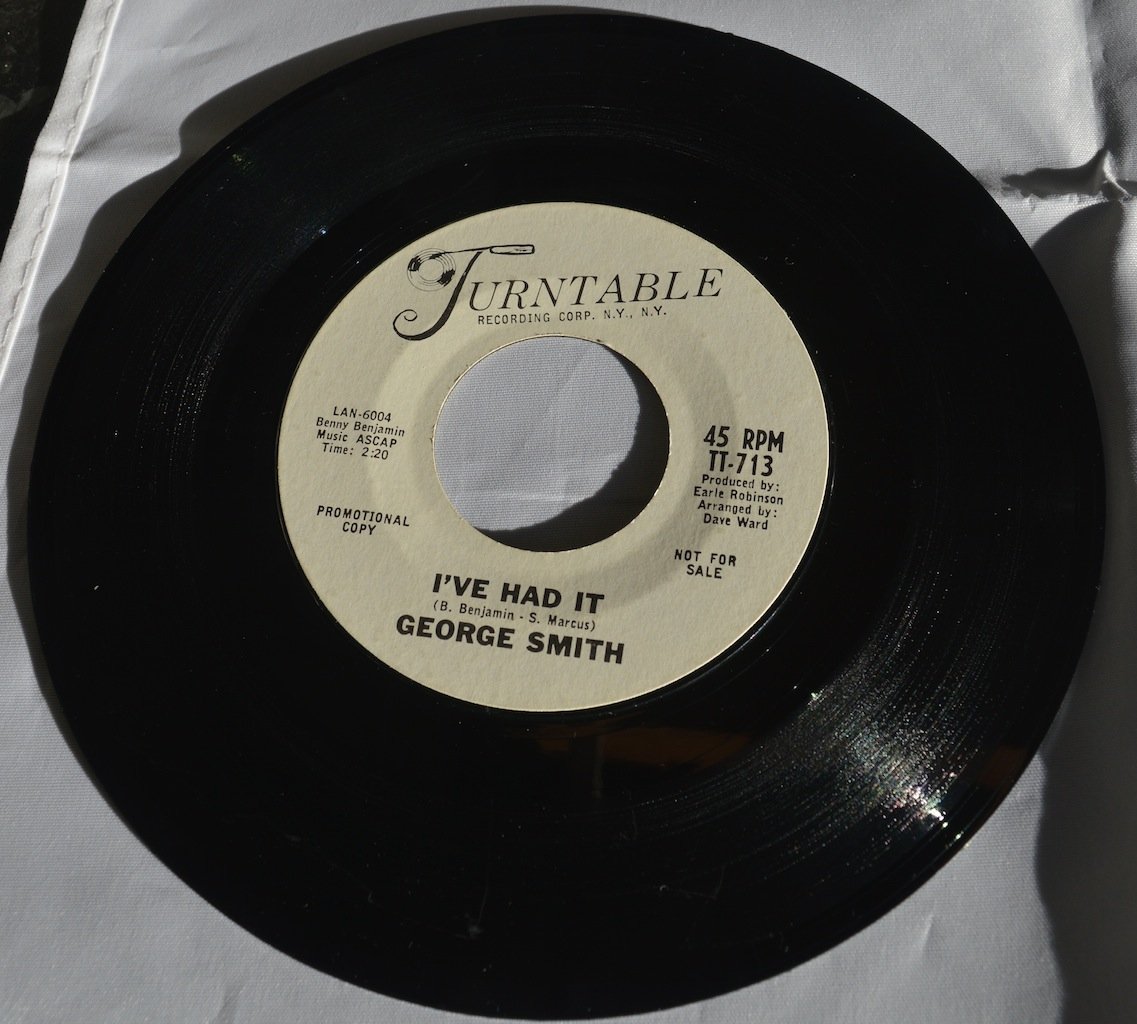 TURNTABLE
RECORDING CORP. N.Y., N.Y.
LAN-6004
Benny Benjamin
Music ASCAP
Time: 2:20
PROMOTIONAL
COPY
45 RPM
TT-713
Produced by:
Earle Robinson
Arranged by:
Dave Ward
NOT FOR
SALE
I'VE HAD IT
(B. Benjamin - S. Marcus)
GEORGE SMITH